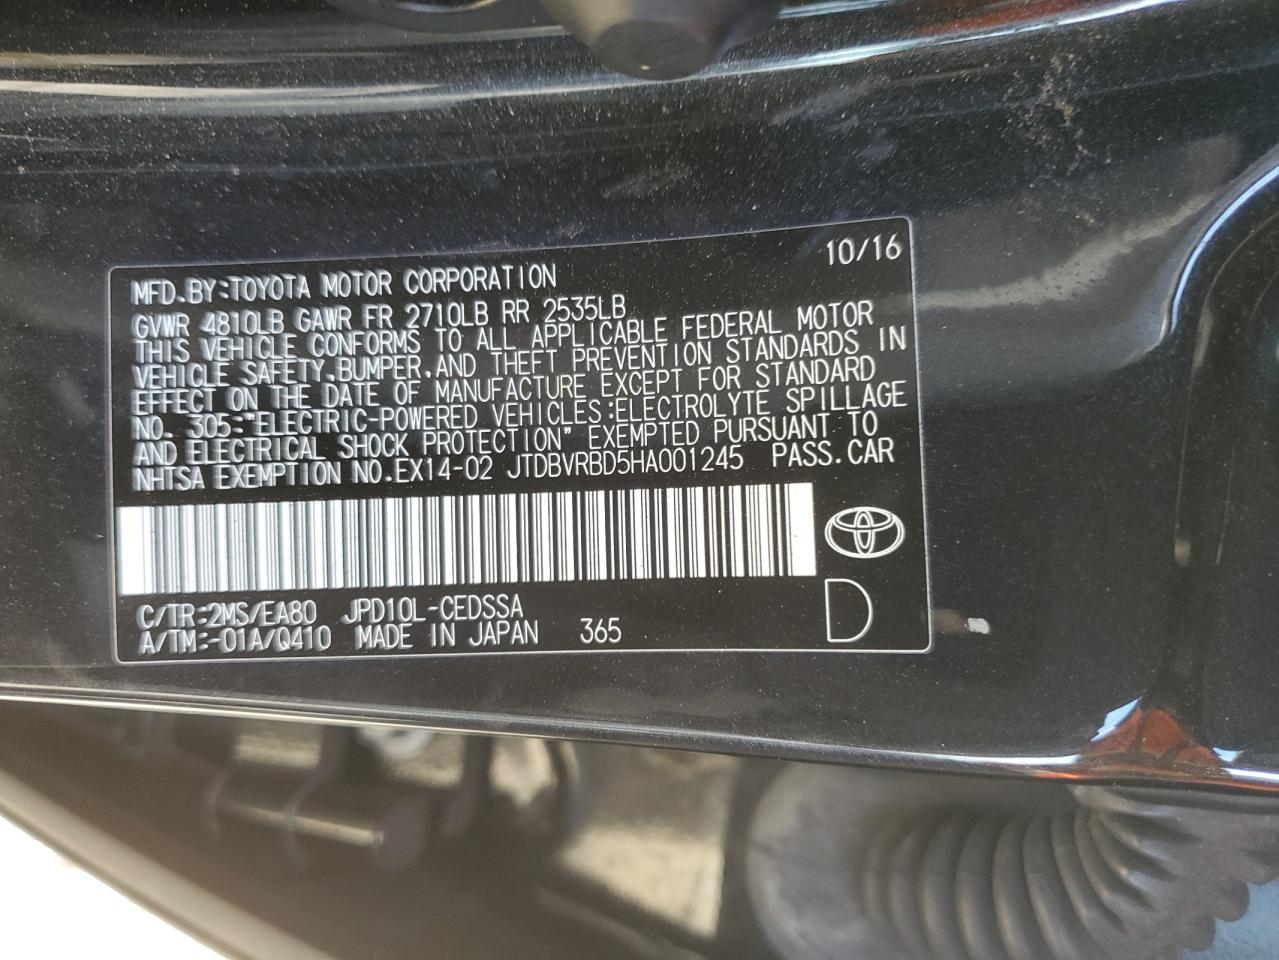 10/16
MFD.BY:TOYOTA MOTOR CORPORATION
GVWR 4810LB GAWR FR 2710LB RR 2535LB
THIS VEHICLE CONFORMS TO ALL APPLICABLE FEDERAL MOTOR
VEHICLE SAFETY,BUMPER,AND THEFT PREVENTION STANDARDS IN
EFFECT ON THE DATE OF MANUFACTURE EXCEPT FOR STANDARD
NO. 305:"ELECTRIC-POWERED VEHICLES:ELECTROLYTE SPILLAGE
AND ELECTRICAL SHOCK PROTECTION" EXEMPTED PURSUANT TO
NHTSA EXEMPTION NO.EX14-02 JTDBVRBD5HA001245 PASS.CAR
C/TR:2MS/EA80 JPD10L-CEDSSA
A/TM:-01A/Q410 MADE IN JAPAN 365
D